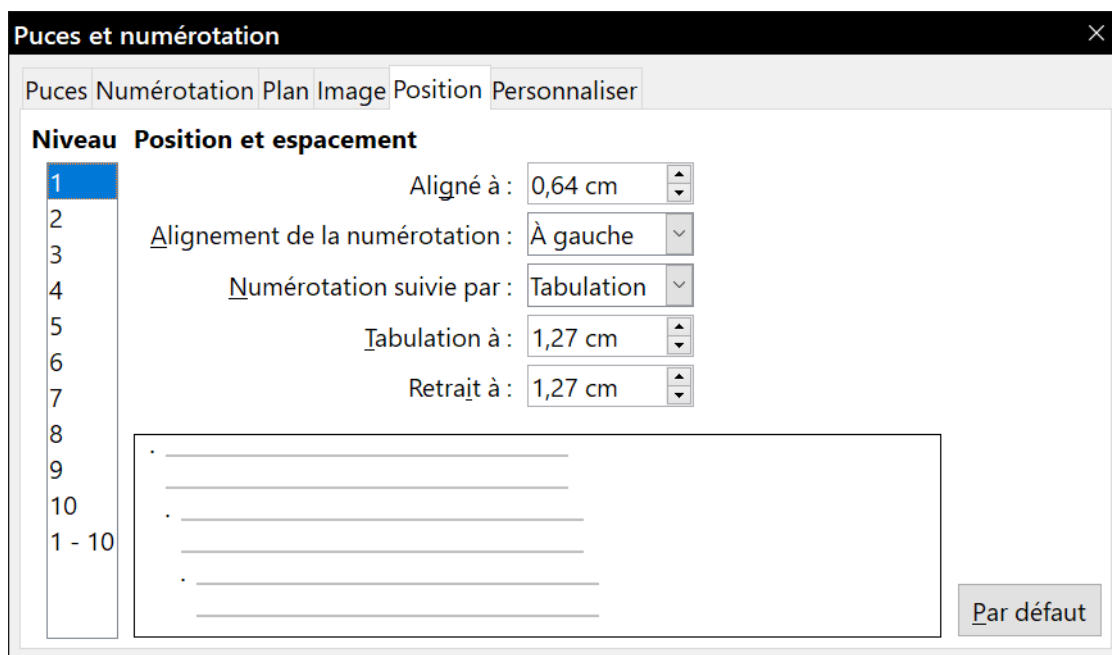 Puces et numérotation
Puces Numérotation Plan Image Position Personnaliser
Niveau Position et espacement
1
2
3
4
5
6
7
8
9
10
1 - 10
Aligné à : 0,64 cm
Alignement de la numérotation : À gauche
Numérotation suivie par : Tabulation
Tabulation à : 1,27 cm
Retrait à : 1,27 cm
Par défaut